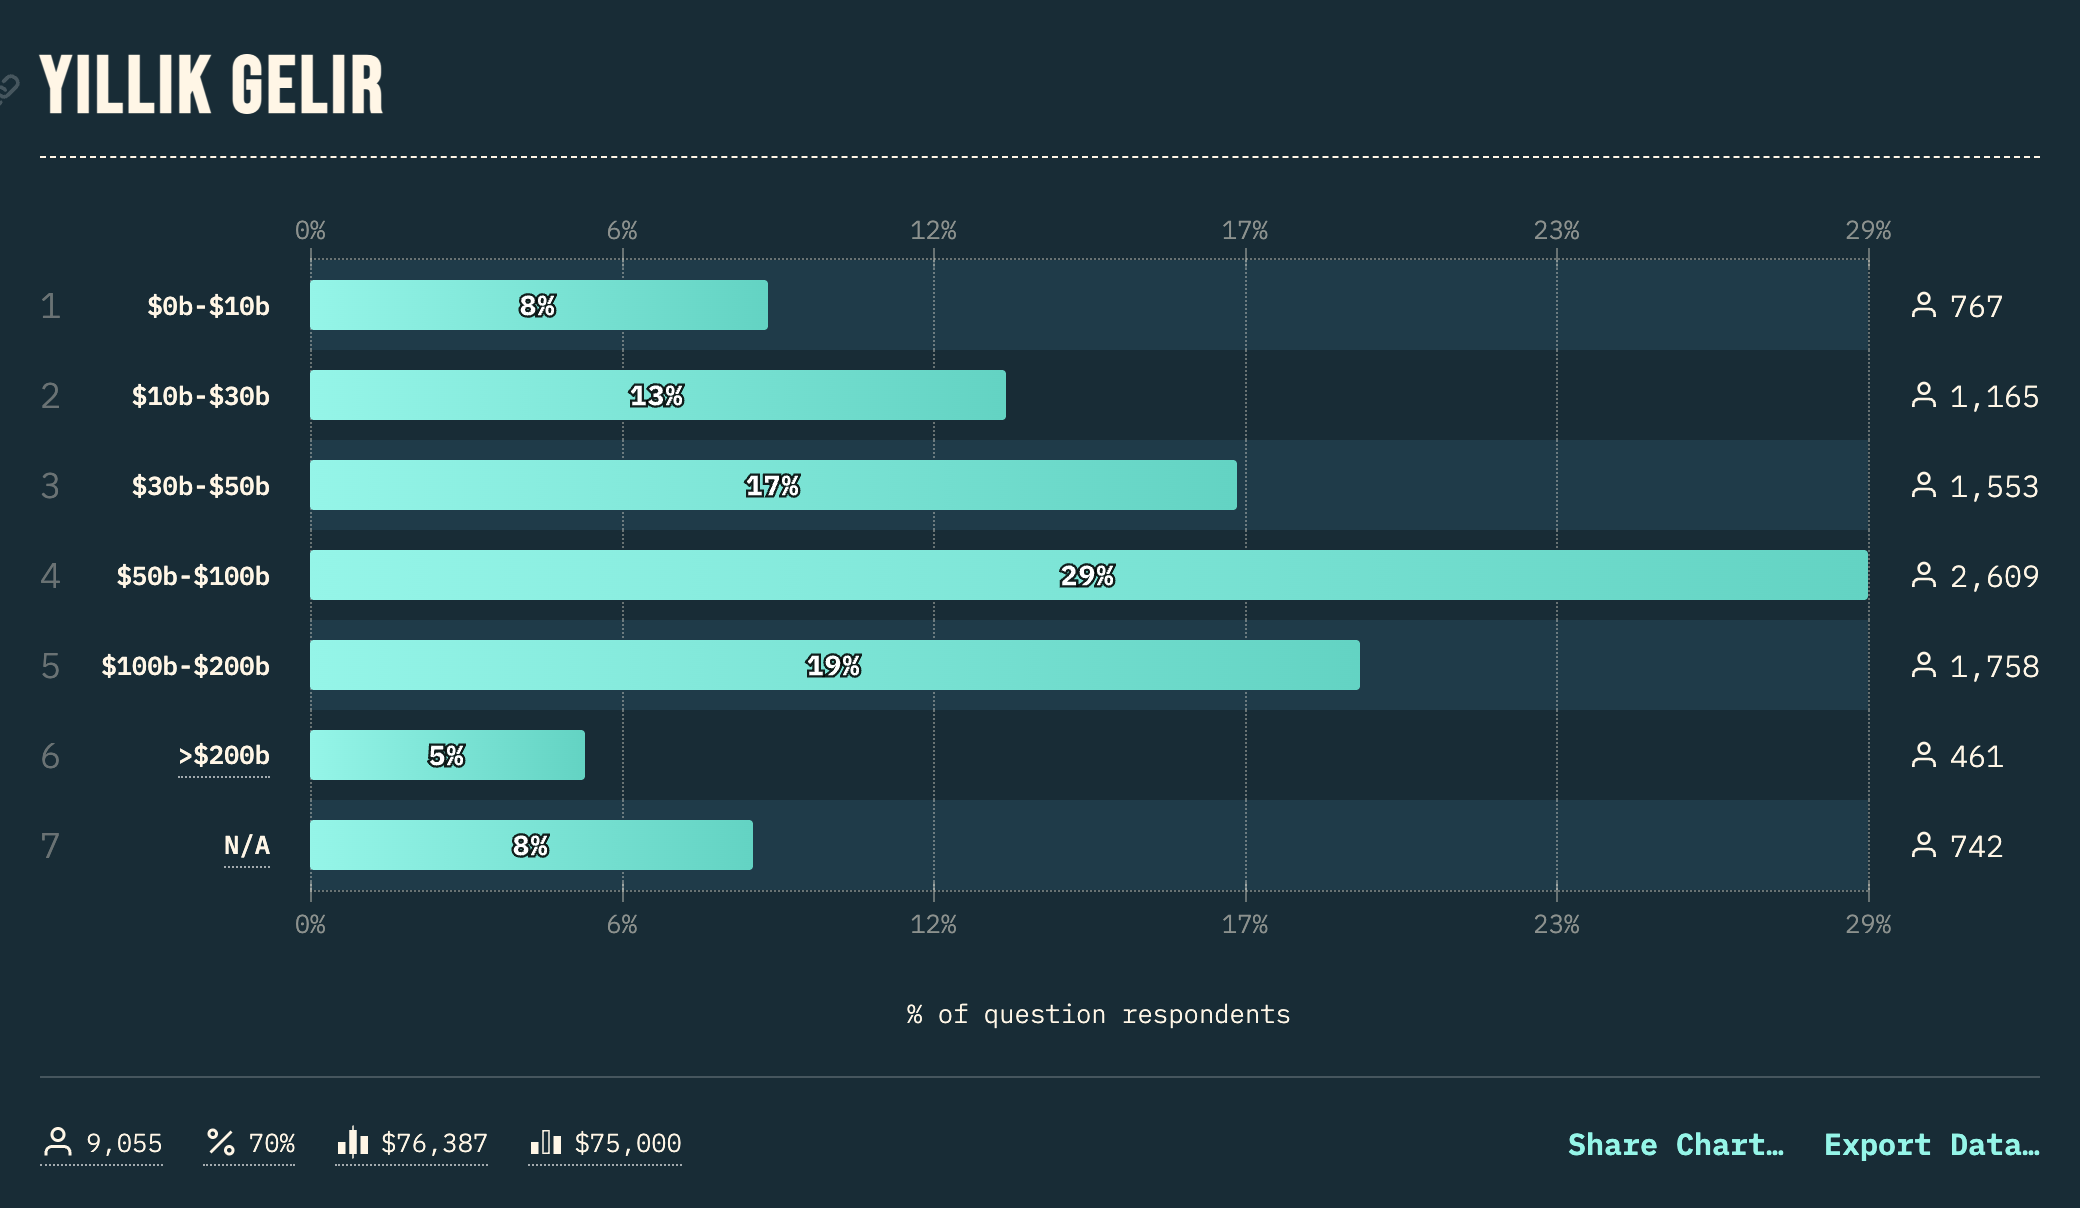 YILLIK GELIR
0% 6% 12% 17% 23% 29%
1 $0b-$10b 8% 767
2 $10b-$30b 13% 1,165
3 $30b-$50b 17% 1,553
4 $50b-$100b 29% 2,609
5 $100b-$200b 19% 1,758
6 >$200b 5% 461
7 N/A 8% 742
0% 6% 12% 17% 23% 29%
% of question respondents
9,055 70% $76,387 $75,000 Share Chart… Export Data…